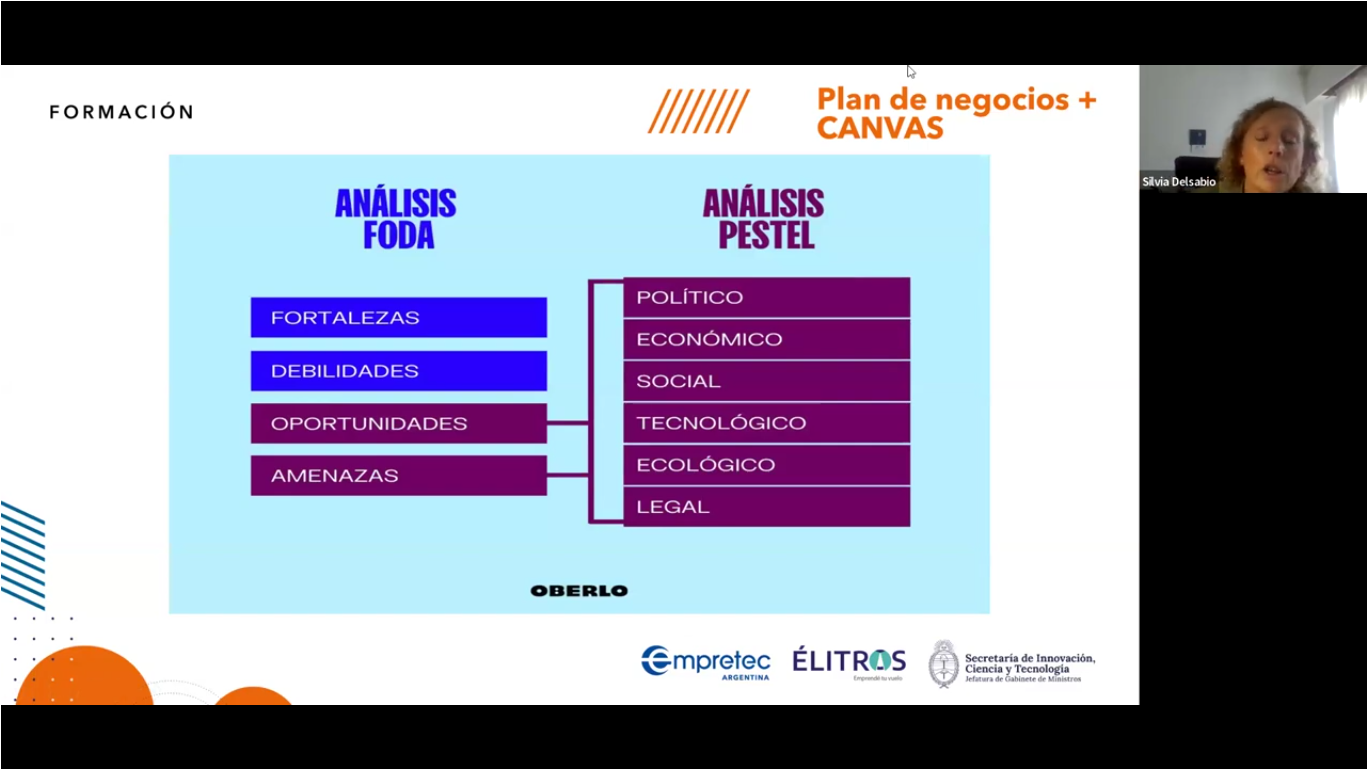 FORMACIÓN
Plan de negocios +
CANVAS
Silvia Delsabio
ANÁLISIS
FODA
FORTALEZAS
DEBILIDADES
OPORTUNIDADES
AMENAZAS
ANÁLISIS
PESTEL
POLÍTICO
ECONÓMICO
SOCIAL
TECNOLÓGICO
ECOLÓGICO
LEGAL
OBERLO
empretec
ARGENTINA
ÉLITROS
Emprendé tu vuelo
Secretaría de Innovación,
Ciencia y Tecnología
Jefatura de Gabinete de Ministros